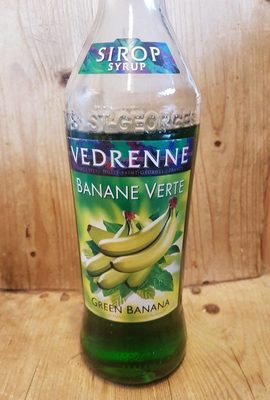 SIROP
SYRUP
ST-GEORGES
VEDRENNE
BANANE VERTE
GREEN BANANA